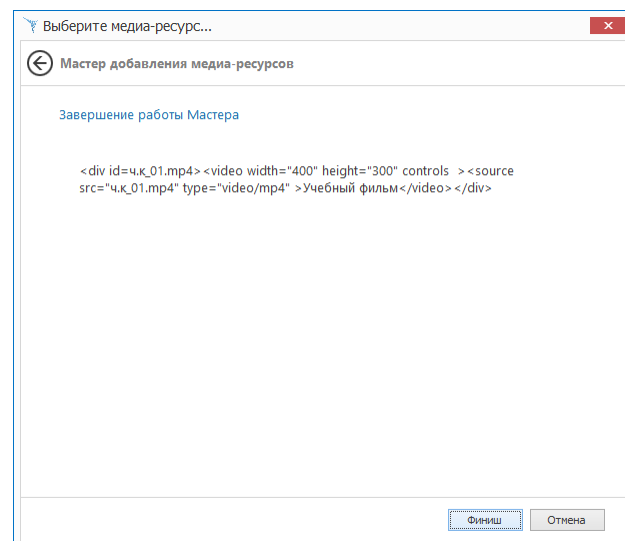 Выберите медиа-ресурс...
Мастер добавления медиа-ресурсов
Завершение работы Мастера
<div id=ч.к_01.mp4><video width="400" height="300" controls  ><source
src="ч.к_01.mp4" type="video/mp4" >Учебный фильм</video></div>
Финиш
Отмена